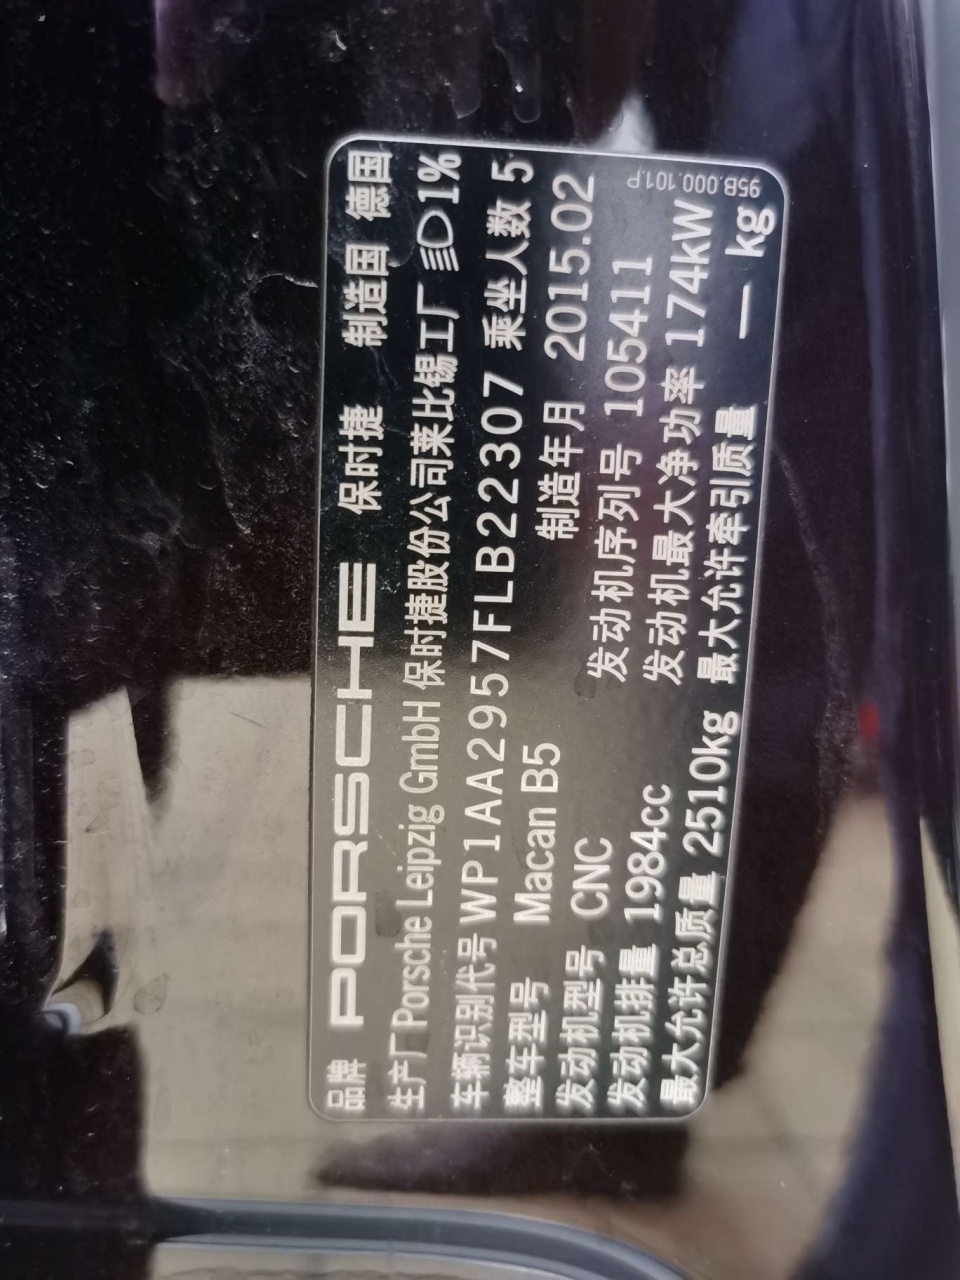 品牌 PORSCHE 保时捷 制造国 德国
生产厂 Porsche Leipzig GmbH 保时捷股份公司莱比锡工厂 1%
车辆识别代号 WP1AA2957FLB22307 乘坐人数 5
整车型号 Macan B5 制造年月 2015.02
发动机型号 CNC 发动机序列号 105411
发动机排量 1984cc 发动机最大净功率 174kW
最大允许总质量 2510kg 最大允许牵引质量 — kg
95B.000.101.P